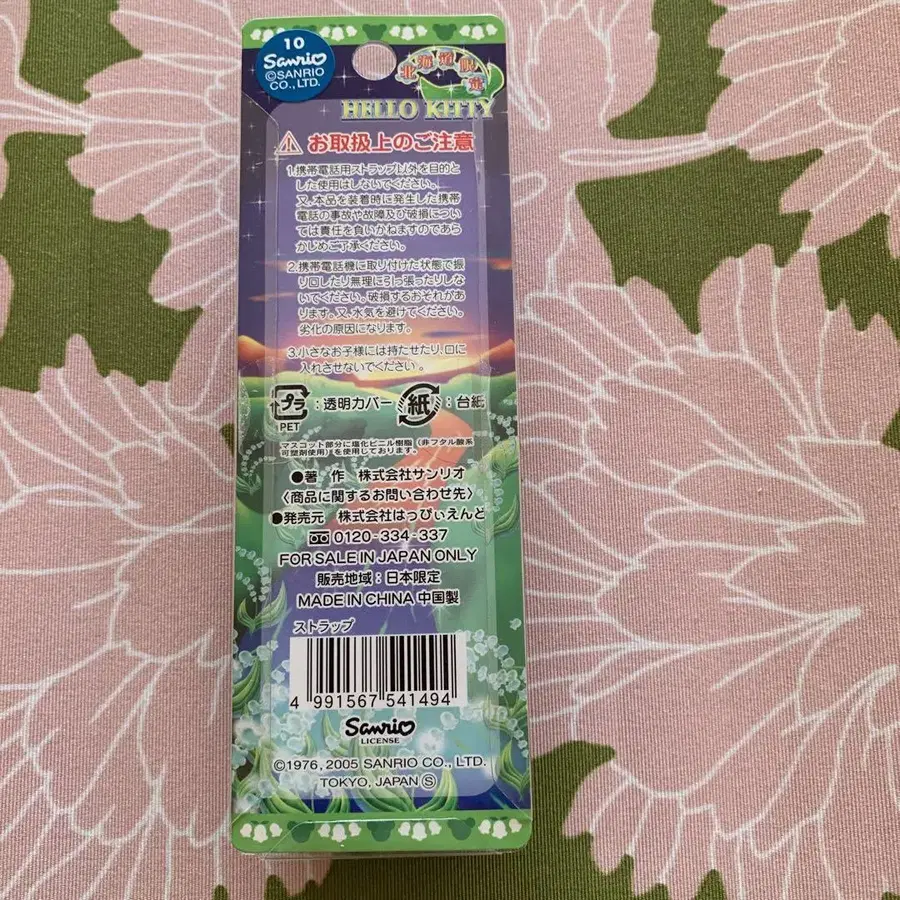 10
Sanrio
©SANRIO
CO., LTD.
北海道限定
HELLO KITTY
お取扱上のご注意
1.携帯電話用ストラップ以外を目的と
した使用はしないでください。
又、本品を装着時に発生した携帯
電話の事故や故障及び破損につい
ては責任を負いかねますのであら
かじめご了承ください。
2.携帯電話機に取り付けた状態で振
り回したり無理に引っ張ったりしな
いでください。破損するおそれがあ
ります。又、水気を避けてください。
劣化の原因になります。
3.小さなお子様には持たせたり、口に
入れさせないでください。
プラ :透明カバー 紙 :台紙
PET
マスコット部分に塩化ビニル樹脂(非フタル酸系
可塑剤使用)を使用しております。
●著 作 株式会社サンリオ
〈商品に関するお問い合わせ先〉
●発売元 株式会社はっぴぃえんど
0120-334-337
FOR SALE IN JAPAN ONLY
販売地域:日本限定
MADE IN CHINA 中国製
ストラップ
4 991567 541494
Sanrio
LICENSE
©1976, 2005 SANRIO CO., LTD.
TOKYO, JAPAN Ⓢ